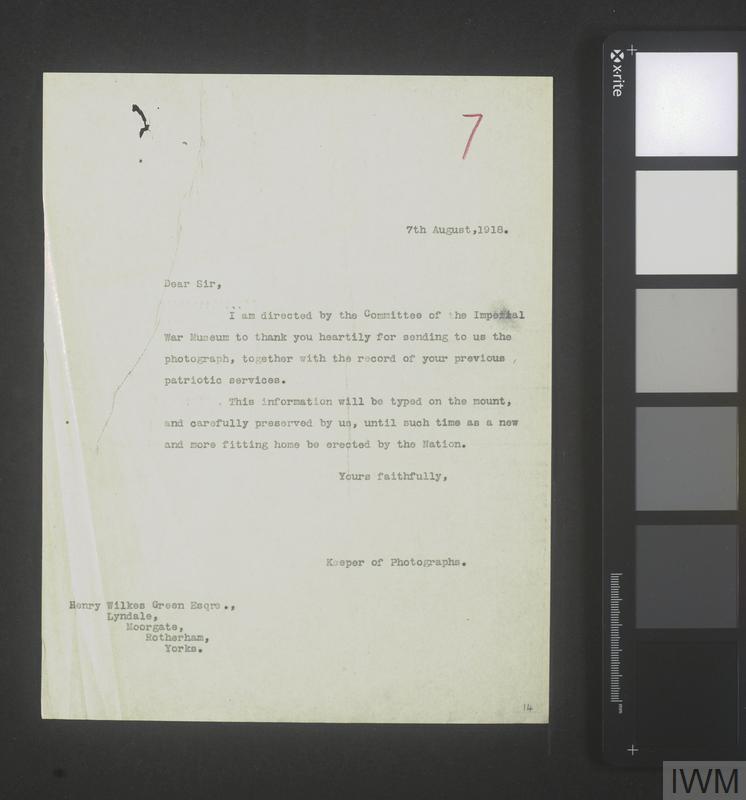 7
7th August,1918.
Dear Sir,
I am directed by the Committee of the Imperial
War Museum to thank you heartily for sending to us the
photograph, together with the record of your previous
patriotic services.
This information will be typed on the mount,
and carefully preserved by us, until such time as a new
and more fitting home be erected by the Nation.
Yours faithfully,
Keeper of Photographs.
Henry Wilkes Green Esqre.,
Lyndale,
Moorgate,
Rotherham,
Yorks.
14
x-rite
mm
IWM